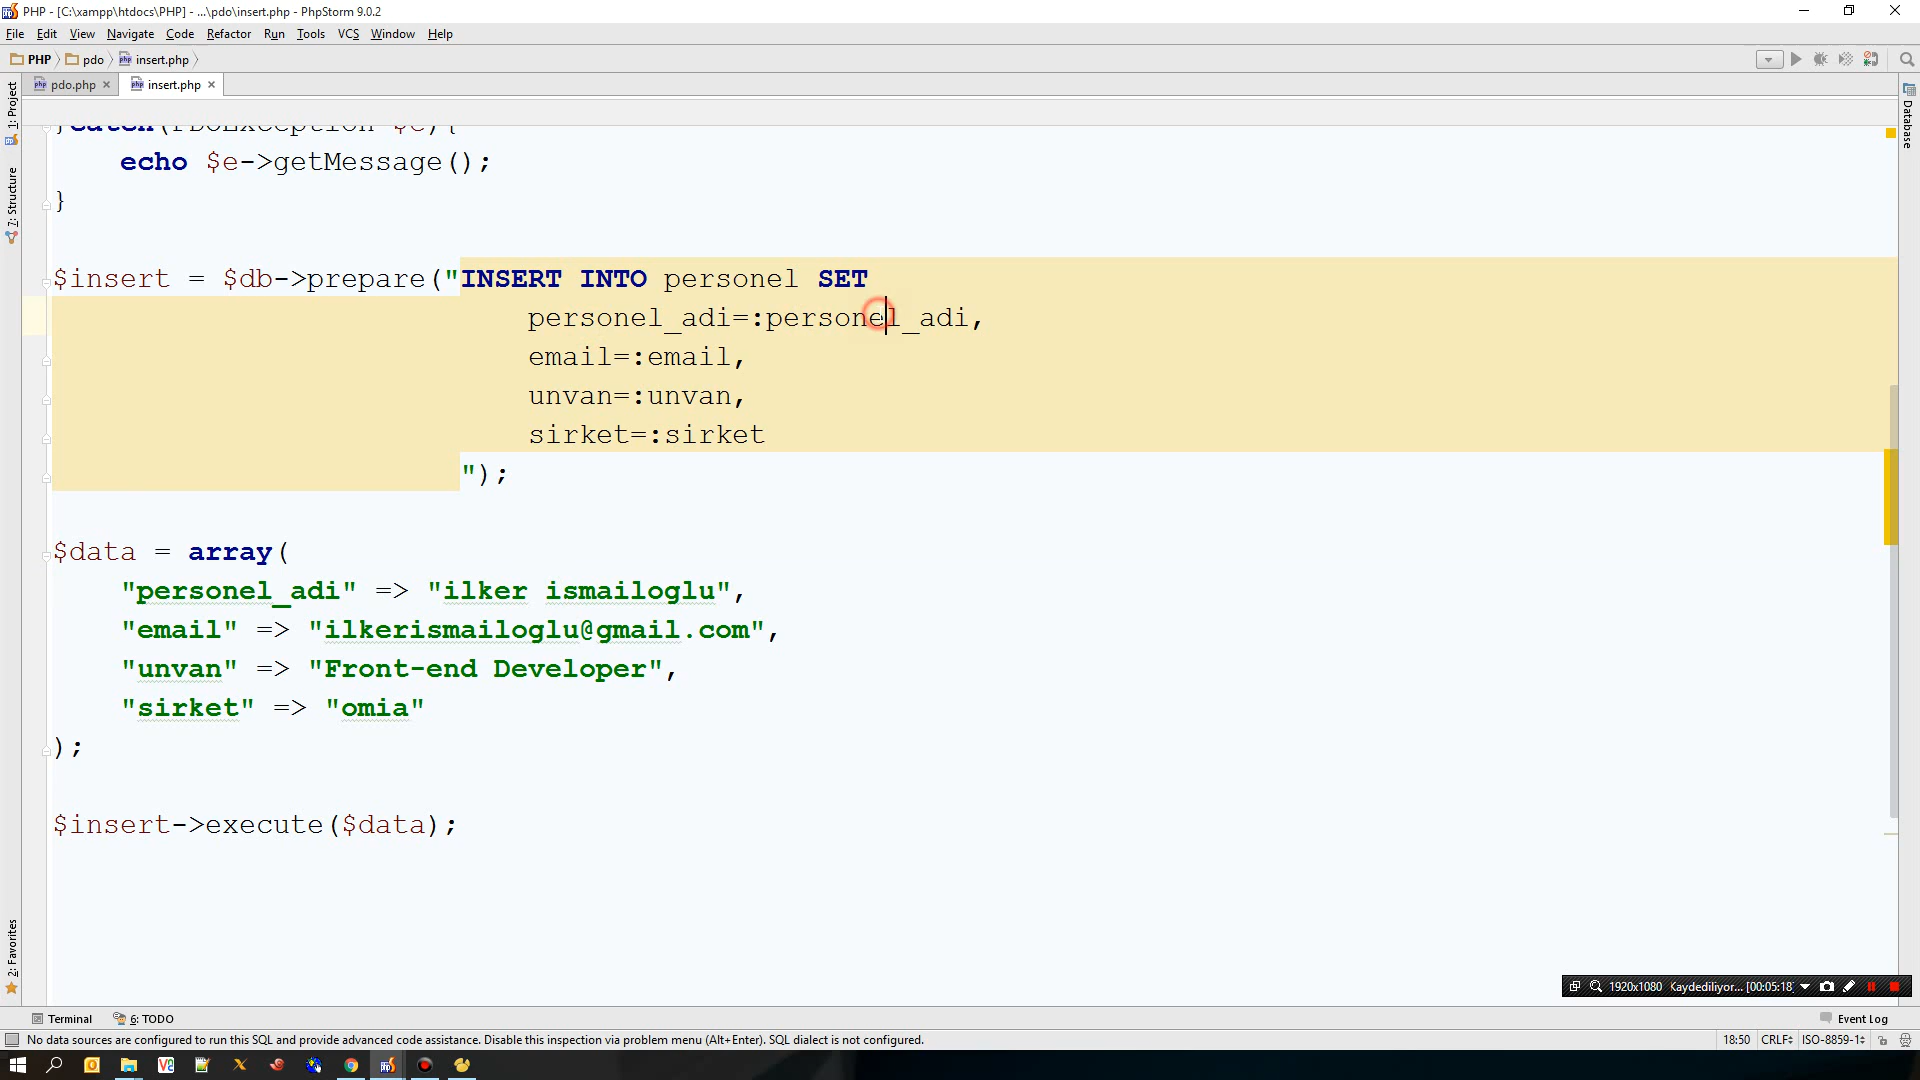 PHP - [C:\xampp\htdocs\PHP] - ...\pdo\insert.php - PhpStorm 9.0.2
File Edit View Navigate Code Refactor Run Tools VCS Window Help
PHP pdo insert.php
pdo.php insert.php
1: Project
7: Structure
2: Favorites
Database
}catch(PDOException $e){
echo $e->getMessage();
}
$insert = $db->prepare("INSERT INTO personel SET
personel_adi=:personel_adi,
email=:email,
unvan=:unvan,
sirket=:sirket
");
$data = array(
"personel_adi" => "ilker ismailoglu",
"email" => "ilkerismailoglu@gmail.com",
"unvan" => "Front-end Developer",
"sirket" => "omia"
);
$insert->execute($data);
1920x1080 Kaydediliyor... [00:05:18]
Terminal 6: TODO Event Log
No data sources are configured to run this SQL and provide advanced code assistance. Disable this inspection via problem menu (Alt+Enter). SQL dialect is not configured. 18:50 CRLF ISO-8859-1